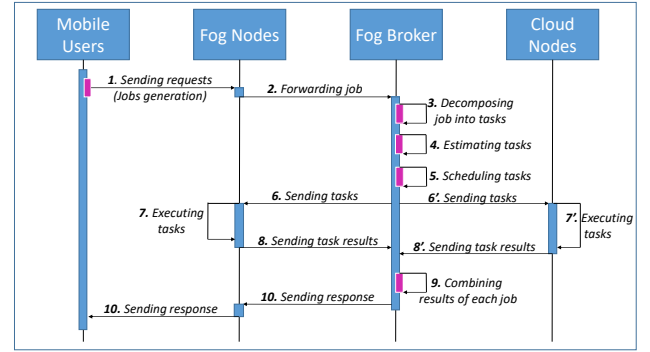 Mobile
Users
Fog Nodes
Fog Broker
Cloud
Nodes
1. Sending requests
(Jobs generation)
2. Forwarding job
3. Decomposing
job into tasks
4. Estimating tasks
5. Scheduling tasks
6. Sending tasks
6'. Sending tasks
7. Executing
tasks
7'. Executing
tasks
8. Sending task results
8'. Sending task results
9. Combining
results of each job
10. Sending response
10. Sending response